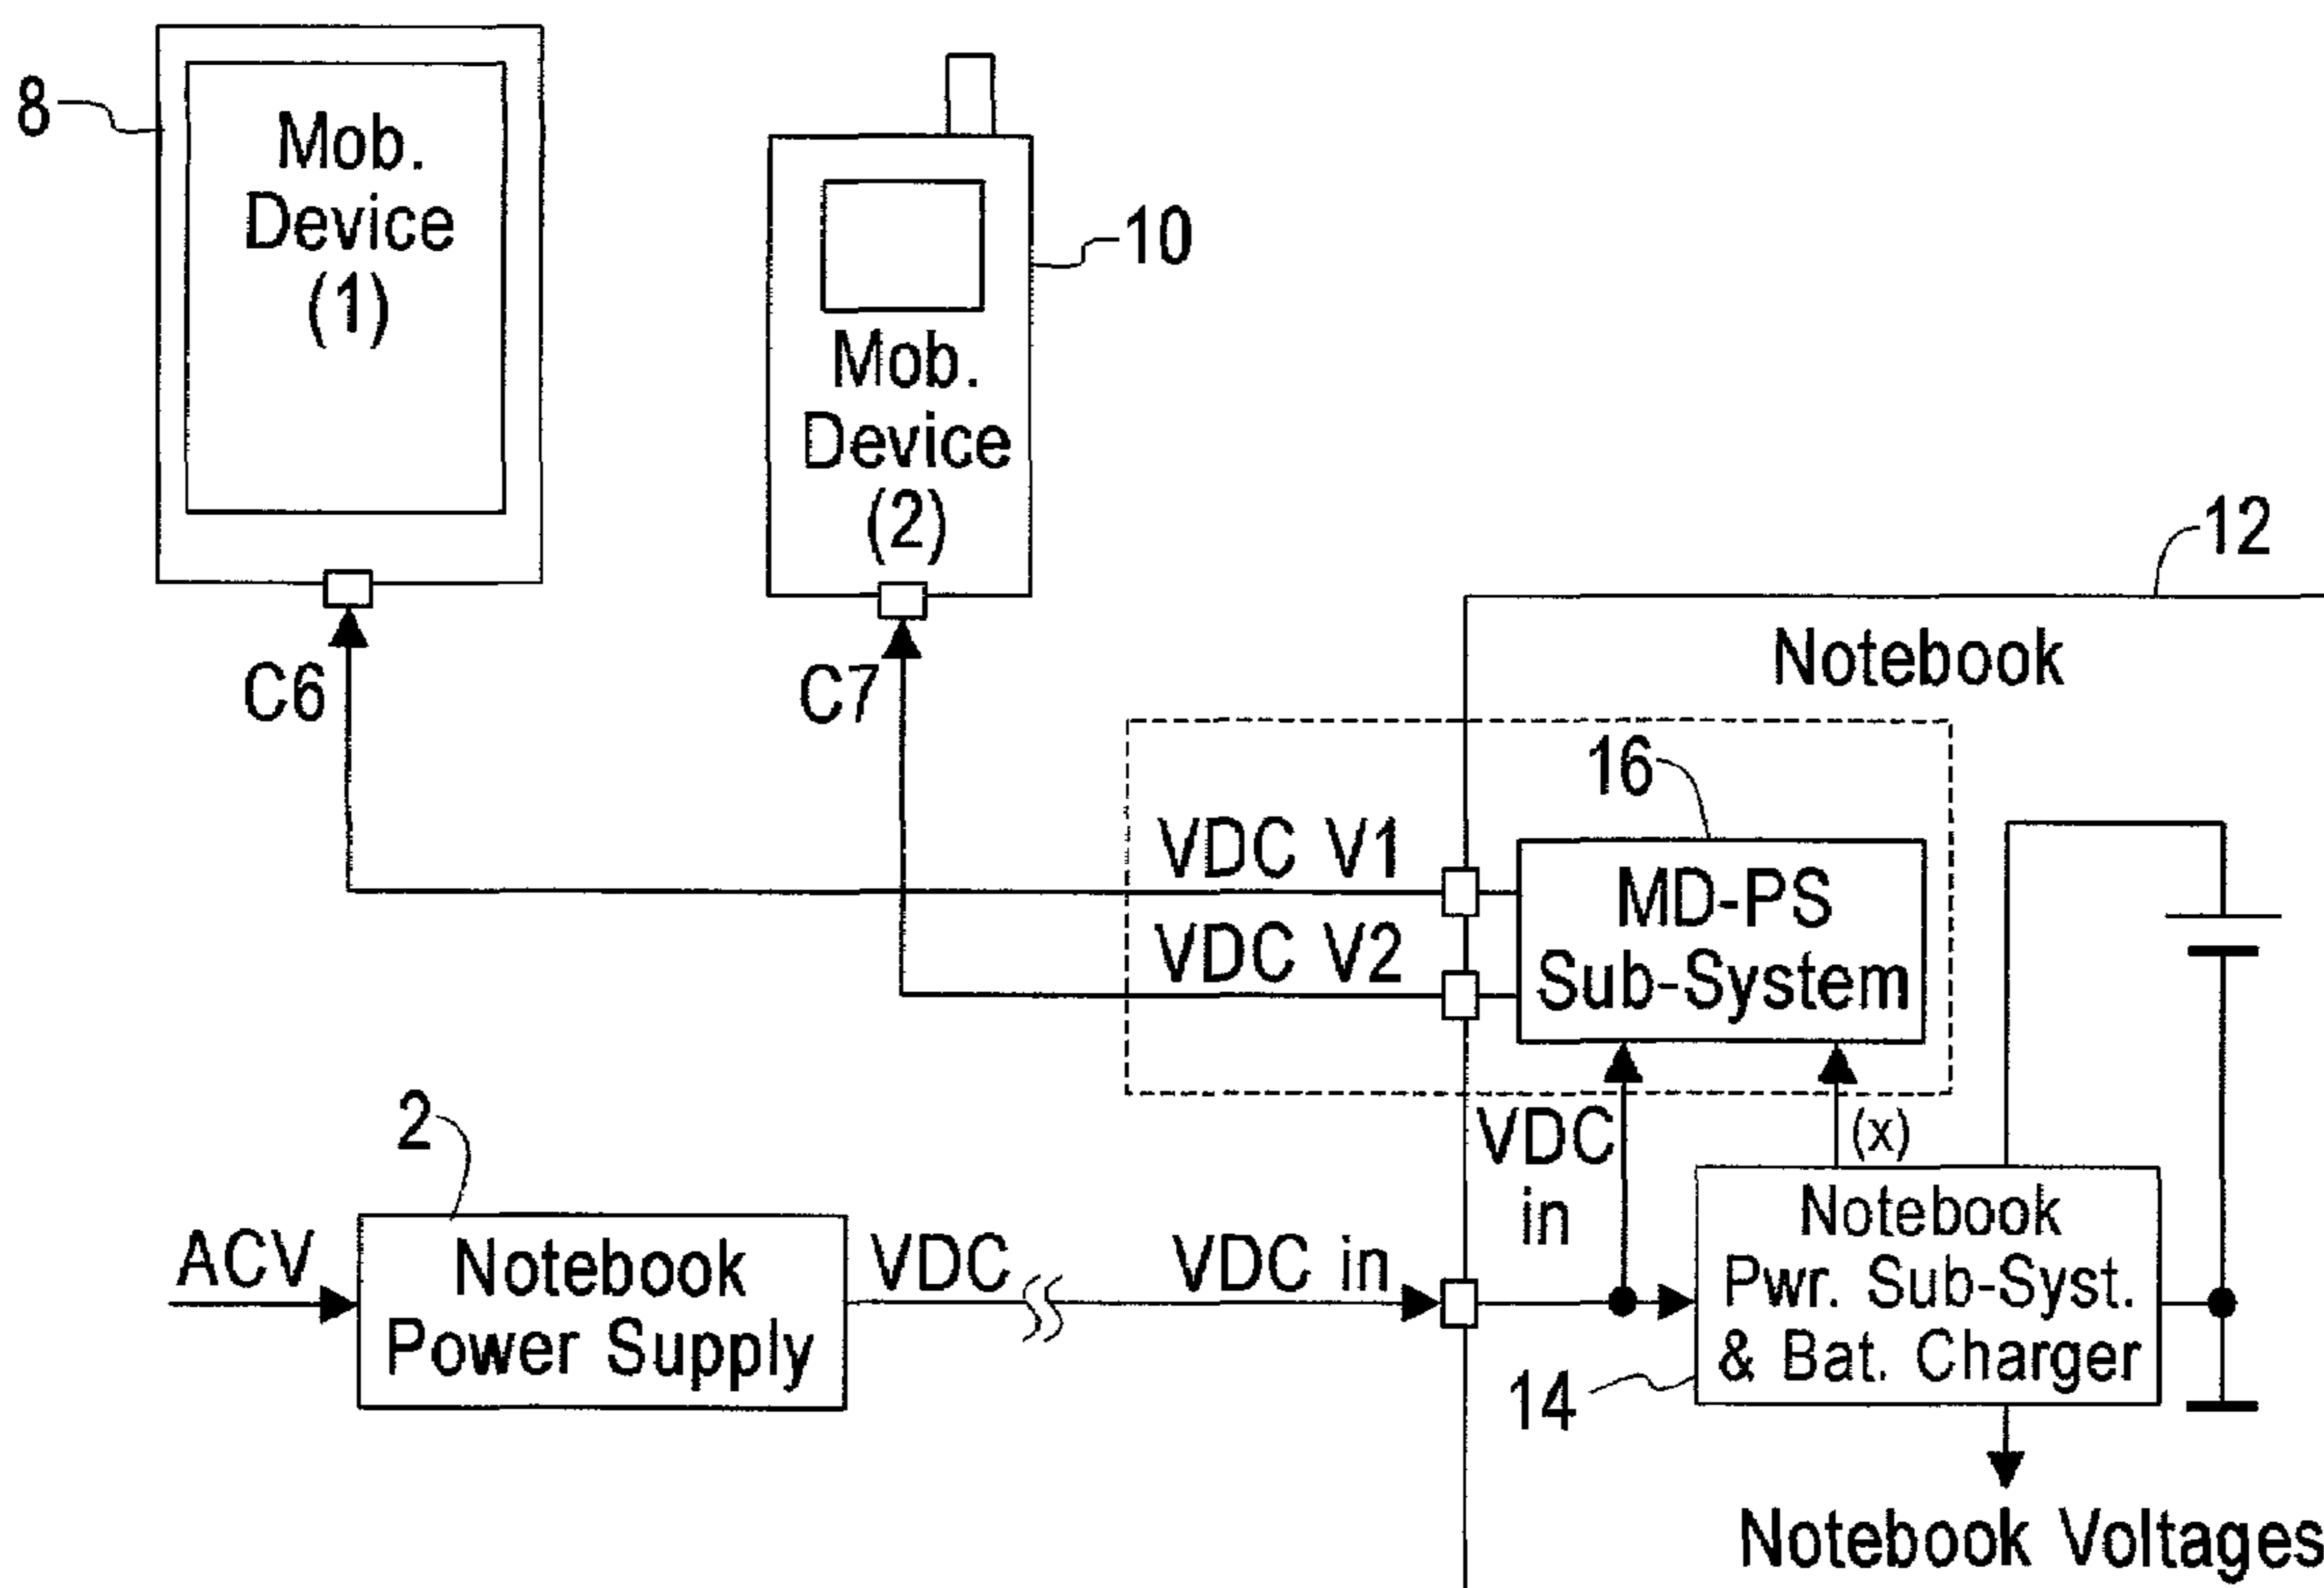 8
Mob.
Device
(1)
10
Mob.
Device
(2)
12
C6
C7
Notebook
16
VDC V1
VDC V2
MD-PS
Sub-System
2
VDC
in
(x)
ACV
Notebook
Power Supply
VDC
VDC in
Notebook
Pwr. Sub-Syst.
& Bat. Charger
14
Notebook Voltages